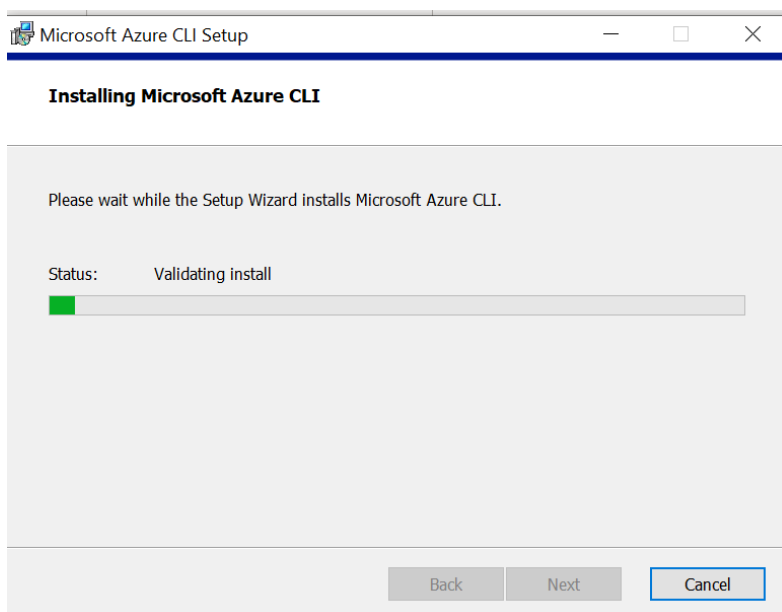 Microsoft Azure CLI Setup
Installing Microsoft Azure CLI
Please wait while the Setup Wizard installs Microsoft Azure CLI.
Status: Validating install
Back Next Cancel